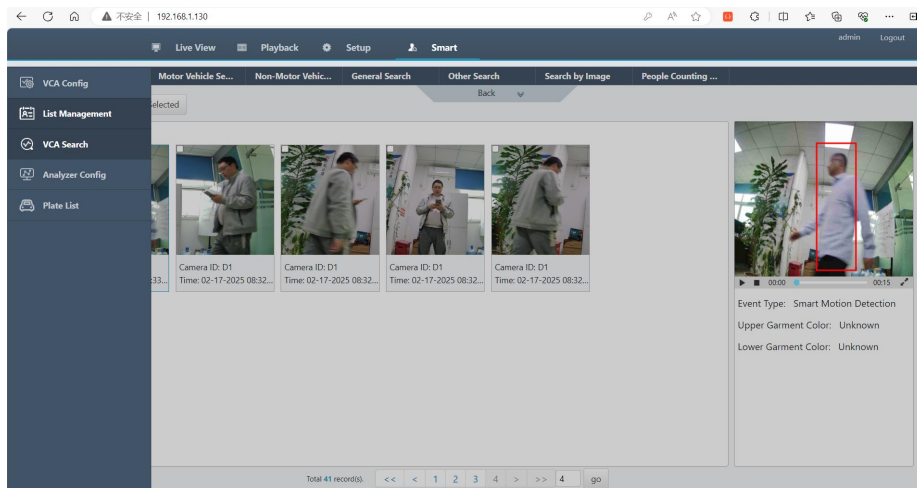 不安全 | 192.168.1.130
admin Logout
Live View Playback Setup Smart
VCA Config
List Management
VCA Search
Analyzer Config
Plate List
Motor Vehicle Se... Non-Motor Vehic... General Search Other Search Search by Image People Counting ...
elected
Back
Camera ID: D1 Camera ID: D1 Camera ID: D1 Camera ID: D1
:33... Time: 02-17-2025 08:32... Time: 02-17-2025 08:32... Time: 02-17-2025 08:32... Time: 02-17-2025 08:32...
00:00 00:15
Event Type: Smart Motion Detection
Upper Garment Color: Unknown
Lower Garment Color: Unknown
Total 41 record(s). << < 1 2 3 4 > >> 4 go